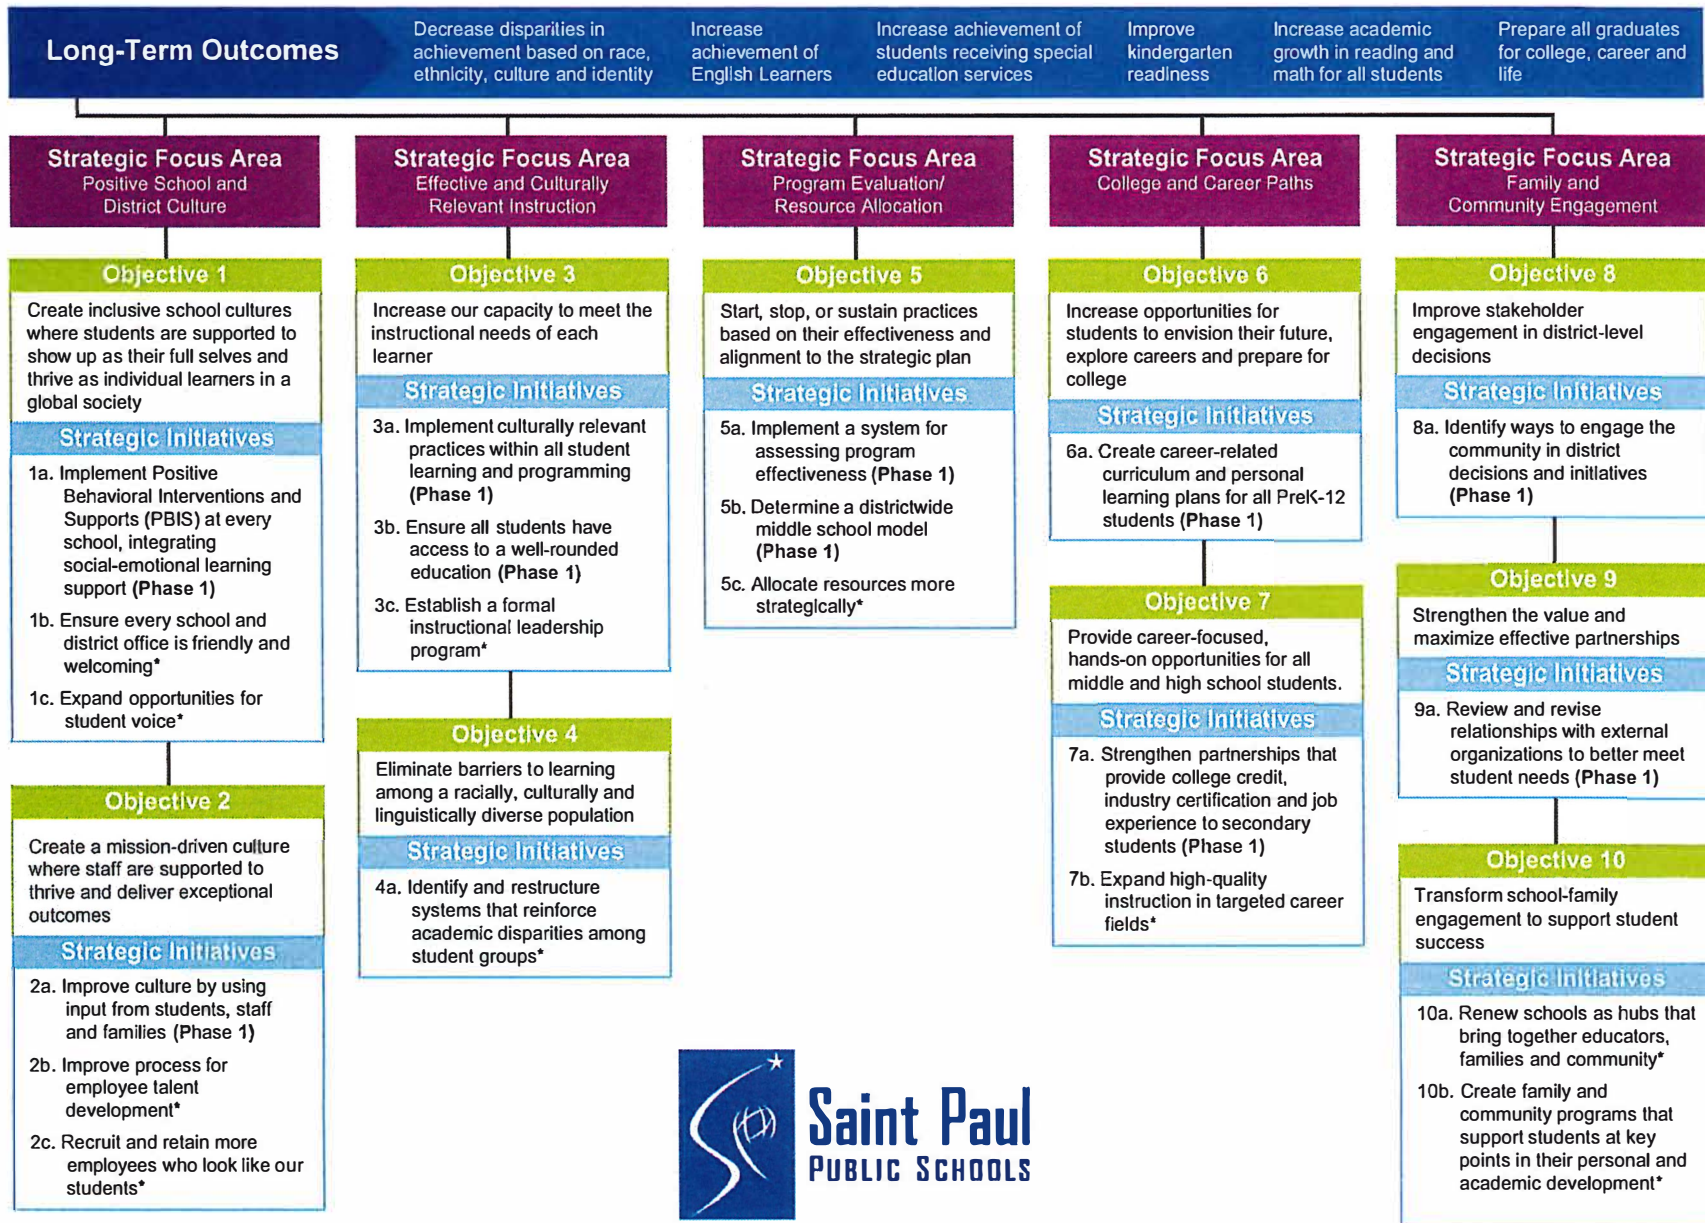 Long-Term Outcomes
Decrease disparities in
achievement based on race,
ethnicity, culture and identity
Increase
achievement of
English Learners
Increase achievement of
students receiving special
education services
Improve
kindergarten
readiness
Increase academic
growth in reading and
math for all students
Prepare all graduates
for college, career and
life
Strategic Focus Area
Positive School and
District Culture
Objective 1
Create inclusive school cultures
where students are supported to
show up as their full selves and
thrive as individual learners in a
global society
Strategic Initiatives
1a. Implement Positive
Behavioral Interventions and
Supports (PBIS) at every
school, integrating
social-emotional learning
support (Phase 1)
1b. Ensure every school and
district office is friendly and
welcoming*
1c. Expand opportunities for
student voice*
Objective 2
Create a mission-driven culture
where staff are supported to
thrive and deliver exceptional
outcomes
Strategic Initiatives
2a. Improve culture by using
input from students, staff
and families (Phase 1)
2b. Improve process for
employee talent
development*
2c. Recruit and retain more
employees who look like our
students*
Strategic Focus Area
Effective and Culturally
Relevant Instruction
Objective 3
Increase our capacity to meet the
instructional needs of each
learner
Strategic Initiatives
3a. Implement culturally relevant
practices within all student
learning and programming
(Phase 1)
3b. Ensure all students have
access to a well-rounded
education (Phase 1)
3c. Establish a formal
instructional leadership
program*
Objective 4
Eliminate barriers to learning
among a racially, culturally and
linguistically diverse population
Strategic Initiatives
4a. Identify and restructure
systems that reinforce
academic disparities among
student groups*
Strategic Focus Area
Program Evaluation/
Resource Allocation
Objective 5
Start, stop, or sustain practices
based on their effectiveness and
alignment to the strategic plan
Strategic Initiatives
5a. Implement a system for
assessing program
effectiveness (Phase 1)
5b. Determine a districtwide
middle school model
(Phase 1)
5c. Allocate resources more
strategically*
Strategic Focus Area
College and Career Paths
Objective 6
Increase opportunities for
students to envision their future,
explore careers and prepare for
college
Strategic Initiatives
6a. Create career-related
curriculum and personal
learning plans for all PreK-12
students (Phase 1)
Objective 7
Provide career-focused,
hands-on opportunities for all
middle and high school students.
Strategic Initiatives
7a. Strengthen partnerships that
provide college credit,
industry certification and job
experience to secondary
students (Phase 1)
7b. Expand high-quality
instruction in targeted career
fields*
Strategic Focus Area
Family and
Community Engagement
Objective 8
Improve stakeholder
engagement in district-level
decisions
Strategic Initiatives
8a. Identify ways to engage the
community in district
decisions and initiatives
(Phase 1)
Objective 9
Strengthen the value and
maximize effective partnerships
Strategic Initiatives
9a. Review and revise
relationships with external
organizations to better meet
student needs (Phase 1)
Objective 10
Transform school-family
engagement to support student
success
Strategic Initiatives
10a. Renew schools as hubs that
bring together educators,
families and community*
10b. Create family and
community programs that
support students at key
points in their personal and
academic development*
Saint Paul
PUBLIC SCHOOLS